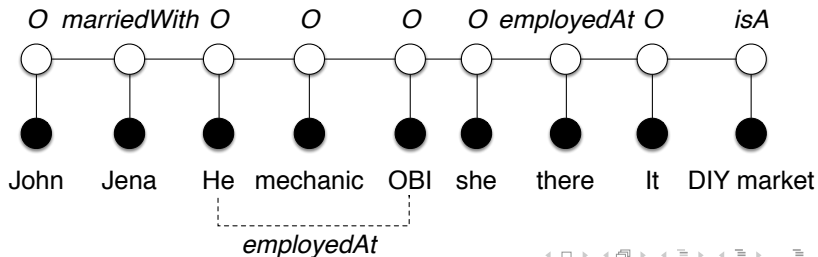 O marriedWith O O O O employedAt O isA
John Jena He mechanic OBI she there It DIY market
employedAt